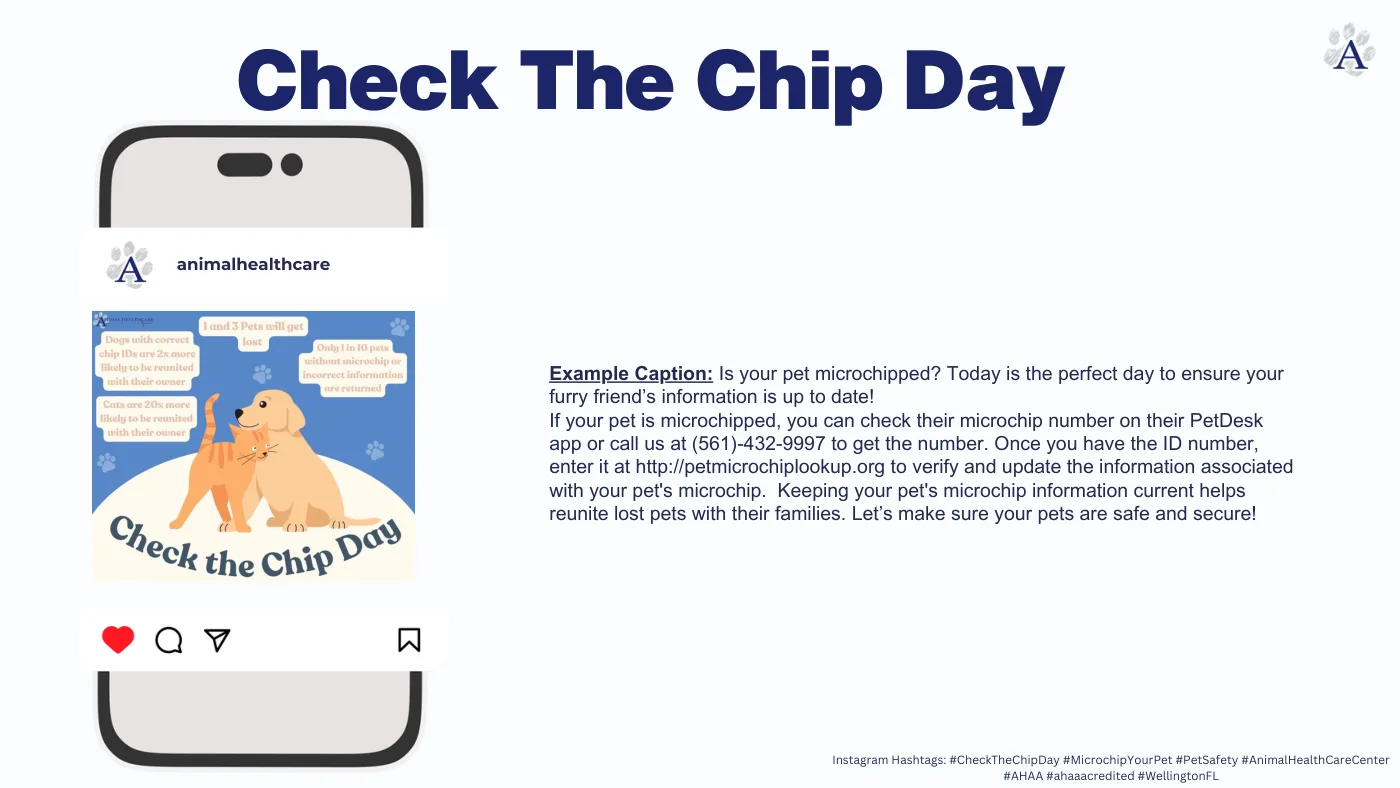 Check The Chip Day
A
A
animalhealthcare
A
1 and 3 Pets will get
lost
Dogs with correct
chip IDs are 2x more
likely to be reunited
with their owner
Only 1 in 10 pets
without microchip or
incorrect information
are returned
Cats are 20x more
likely to be reunited
with their owner
Check the Chip Day
Example Caption: Is your pet microchipped? Today is the perfect day to ensure your
furry friend’s information is up to date!
If your pet is microchipped, you can check their microchip number on their PetDesk
app or call us at (561)-432-9997 to get the number. Once you have the ID number,
enter it at http://petmicrochiplookup.org to verify and update the information associated
with your pet's microchip.  Keeping your pet's microchip information current helps
reunite lost pets with their families. Let’s make sure your pets are safe and secure!
Instagram Hashtags: #CheckTheChipDay #MicrochipYourPet #PetSafety #AnimalHealthCareCenter
#AHAA #ahaaacredited #WellingtonFL